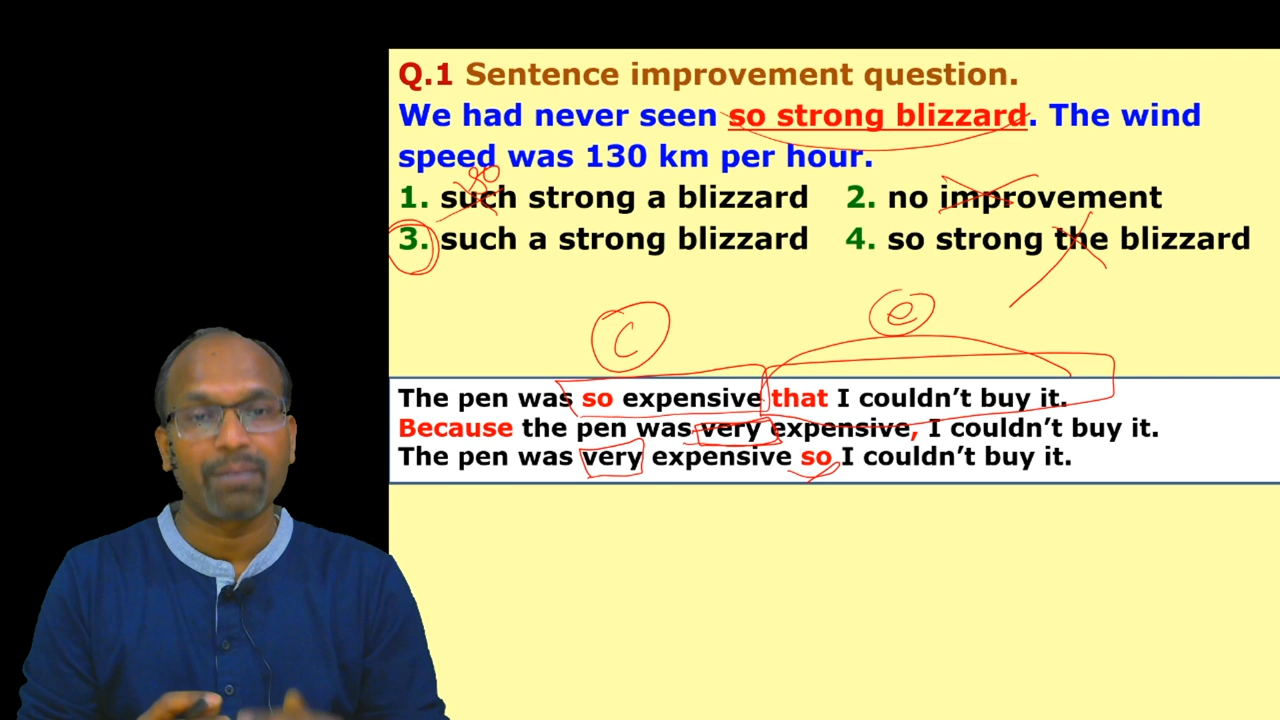 Q.1 Sentence improvement question.
We had never seen so strong blizzard. The wind
speed was 130 km per hour.
so
1. such strong a blizzard 2. no improvement
3. such a strong blizzard 4. so strong the blizzard
C e
The pen was so expensive that I couldn’t buy it.
Because the pen was very expensive, I couldn’t buy it.
The pen was very expensive so I couldn’t buy it.